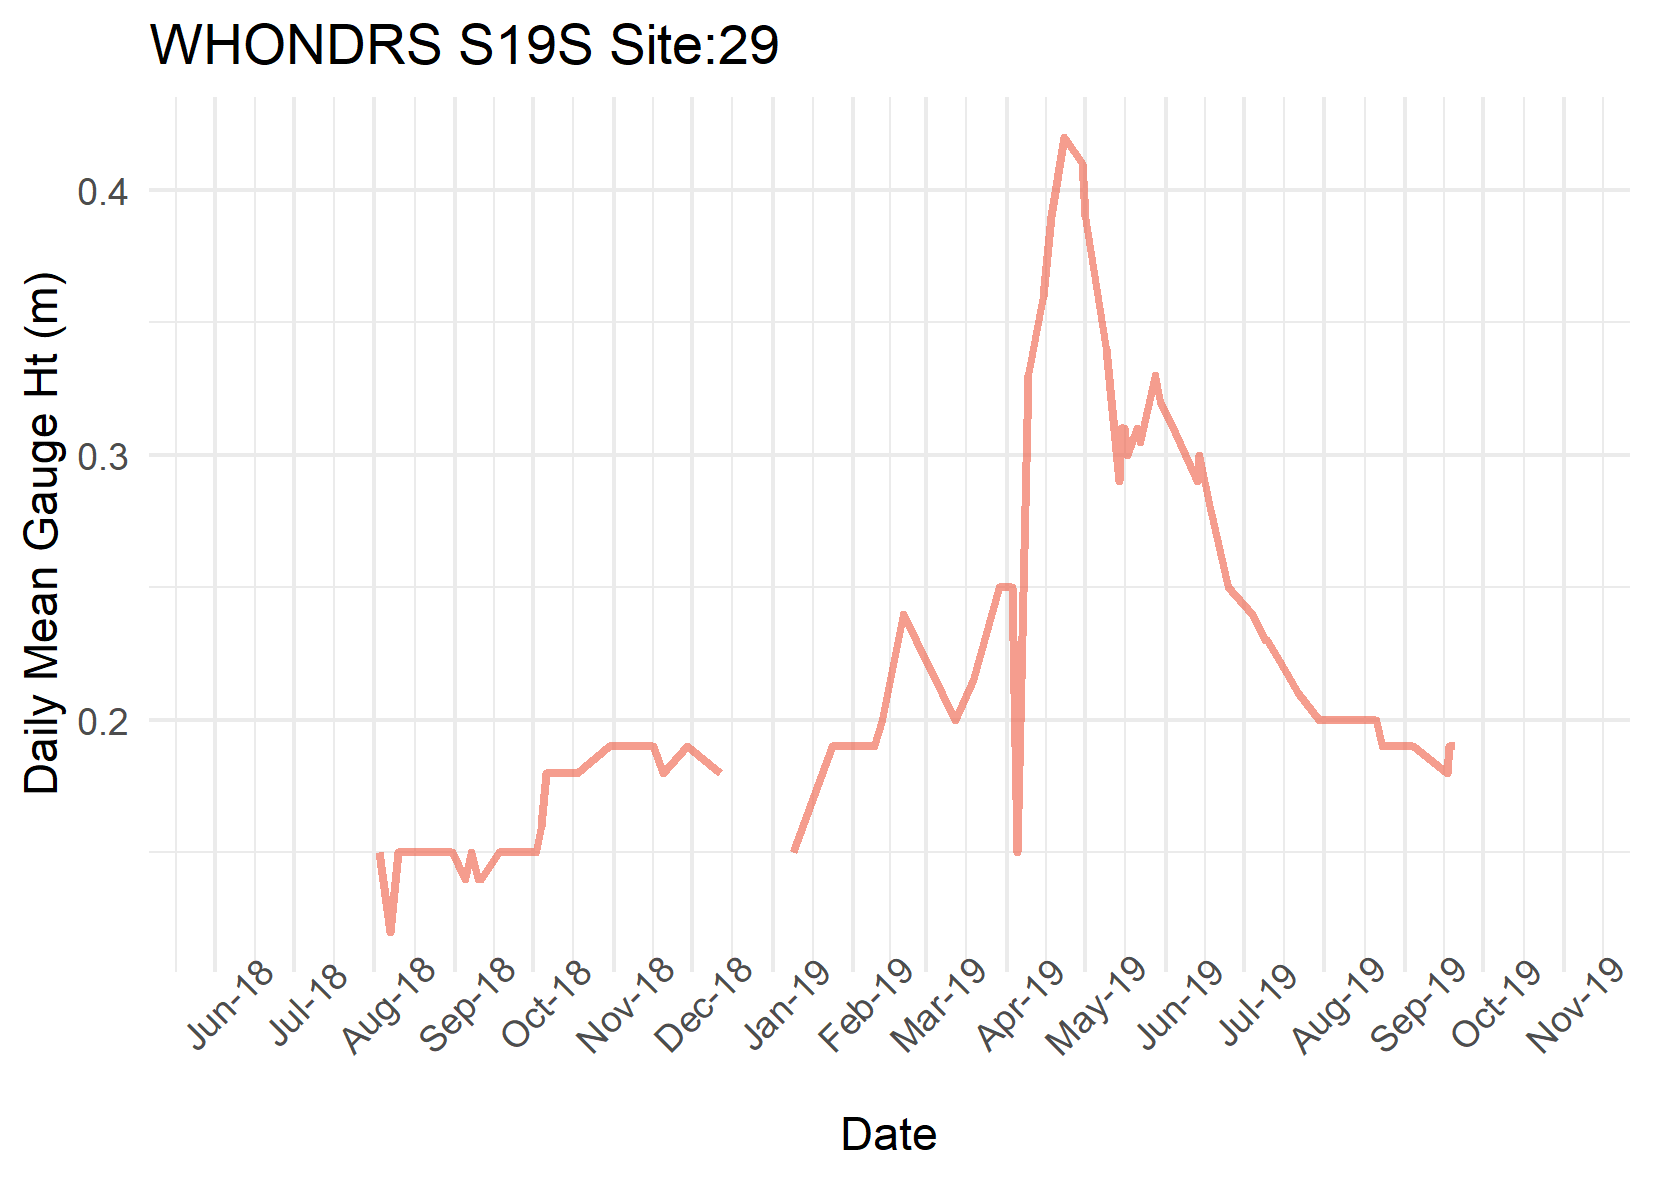 WHONDRS S19S Site:29
Daily Mean Gauge Ht (m)
0.4
0.3
0.2
Jun-18
Jul-18
Aug-18
Sep-18
Oct-18
Nov-18
Dec-18
Jan-19
Feb-19
Mar-19
Apr-19
May-19
Jun-19
Jul-19
Aug-19
Sep-19
Oct-19
Nov-19
Date